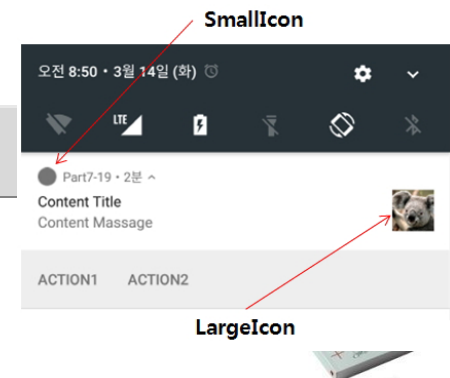 SmallIcon
오전 8:50 • 3월 14일 (화)
LTE
Part7-19 • 2분
Content Title
Content Massage
ACTION1 ACTION2
LargeIcon